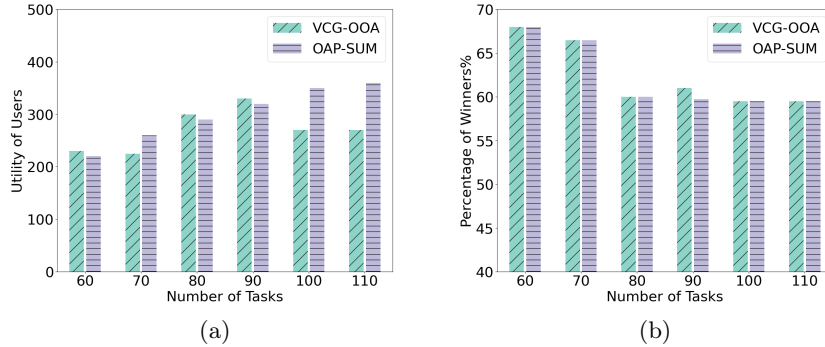 500
400
300
200
100
0
Utility of Users
VCG-OOA
OAP-SUM
60 70 80 90 100 110
Number of Tasks
(a)
70
65
60
55
50
45
40
Percentage of Winners%
VCG-OOA
OAP-SUM
60 70 80 90 100 110
Number of Tasks
(b)